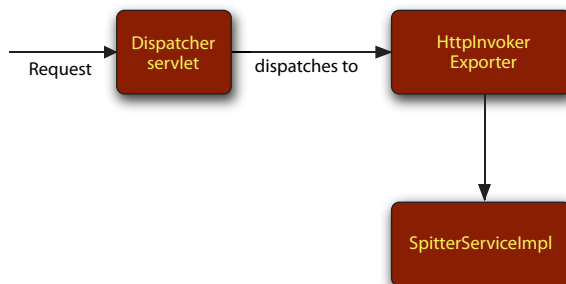 Request
Dispatcher
servlet
dispatches to
HttpInvoker
Exporter
SpitterServiceImpl